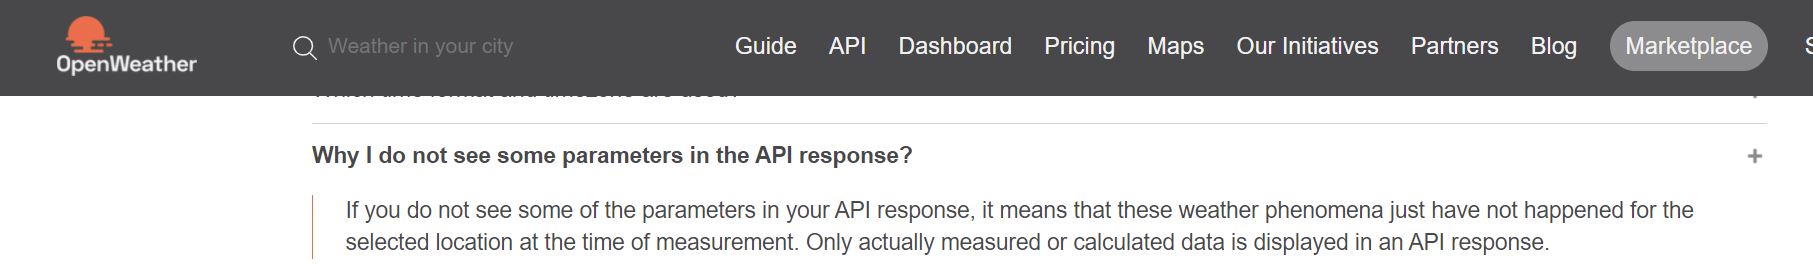 OpenWeather
Weather in your city
Guide API Dashboard Pricing Maps Our Initiatives Partners Blog Marketplace S
Why I do not see some parameters in the API response? +
If you do not see some of the parameters in your API response, it means that these weather phenomena just have not happened for the
selected location at the time of measurement. Only actually measured or calculated data is displayed in an API response.